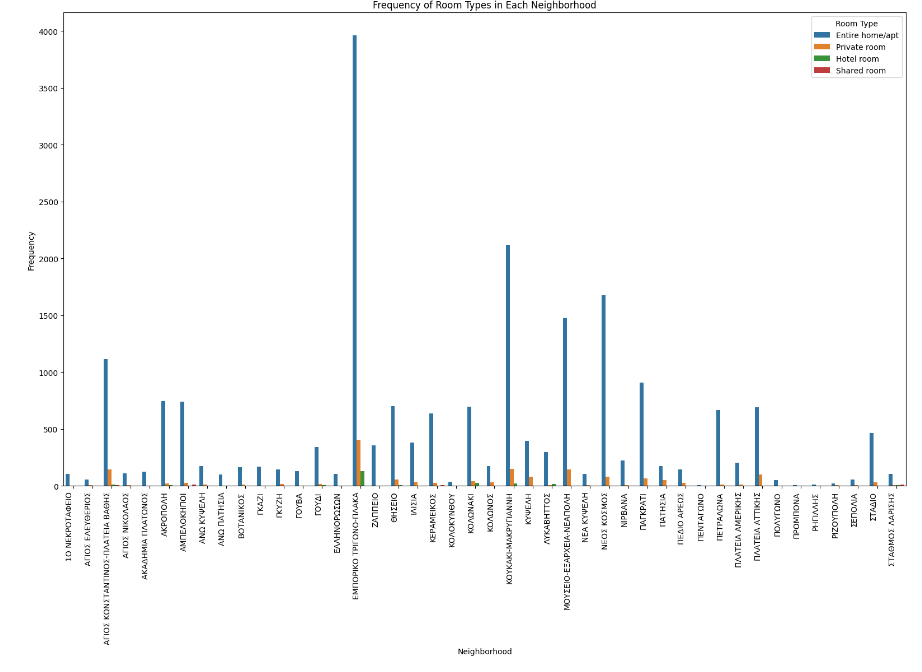 Frequency of Room Types in Each Neighborhood
Room Type
Entire home/apt
Private room
Hotel room
Shared room
Frequency
4000
3500
3000
2500
2000
1500
1000
500
0
1Ο ΝΕΚΡΟΤΑΦΕΙΟ
ΑΓΙΟΣ ΕΛΕΥΘΕΡΙΟΣ
ΑΓΙΟΣ ΚΩΝΣΤΑΝΤΙΝΟΣ-ΠΛΑΤΕΙΑ ΒΑΘΗΣ
ΑΓΙΟΣ ΝΙΚΟΛΑΟΣ
ΑΚΑΔΗΜΙΑ ΠΛΑΤΩΝΟΣ
ΑΚΡΟΠΟΛΗ
ΑΜΠΕΛΟΚΗΠΟΙ
ΑΝΩ ΚΥΨΕΛΗ
ΑΝΩ ΠΑΤΗΣΙΑ
ΒΟΤΑΝΙΚΟΣ
ΓΚΑΖΙ
ΓΚΥΖΗ
ΓΟΥΒΑ
ΓΟΥΔΙ
ΕΛΛΗΝΟΡΩΣΩΝ
ΕΜΠΟΡΙΚΟ ΤΡΙΓΩΝΟ-ΠΛΑΚΑ
ΖΑΠΠΕΙΟ
ΘΗΣΕΙΟ
ΙΛΙΣΙΑ
ΚΕΡΑΜΕΙΚΟΣ
ΚΟΛΟΚΥΝΘΟΥ
ΚΟΛΩΝΑΚΙ
ΚΟΛΩΝΟΣ
ΚΟΥΚΑΚΙ-ΜΑΚΡΥΓΙΑΝΝΗ
ΚΥΨΕΛΗ
ΛΥΚΑΒΗΤΤΟΣ
ΜΟΥΣΕΙΟ-ΕΞΑΡΧΕΙΑ-ΝΕΑΠΟΛΗ
ΝΕΑ ΚΥΨΕΛΗ
ΝΕΟΣ ΚΟΣΜΟΣ
ΝΙΡΒΑΝΑ
ΠΑΓΚΡΑΤΙ
ΠΑΤΗΣΙΑ
ΠΕΔΙΟ ΑΡΕΩΣ
ΠΕΝΤΑΓΩΝΟ
ΠΕΤΡΑΛΩΝΑ
ΠΛΑΤΕΙΑ ΑΜΕΡΙΚΗΣ
ΠΛΑΤΕΙΑ ΑΤΤΙΚΗΣ
ΠΟΛΥΓΩΝΟ
ΠΡΟΜΠΟΝΑ
ΡΗΓΙΛΛΗΣ
ΡΙΖΟΥΠΟΛΗ
ΣΕΠΟΛΙΑ
ΣΤΑΔΙΟ
ΣΤΑΘΜΟΣ ΛΑΡΙΣΗΣ
Neighborhood